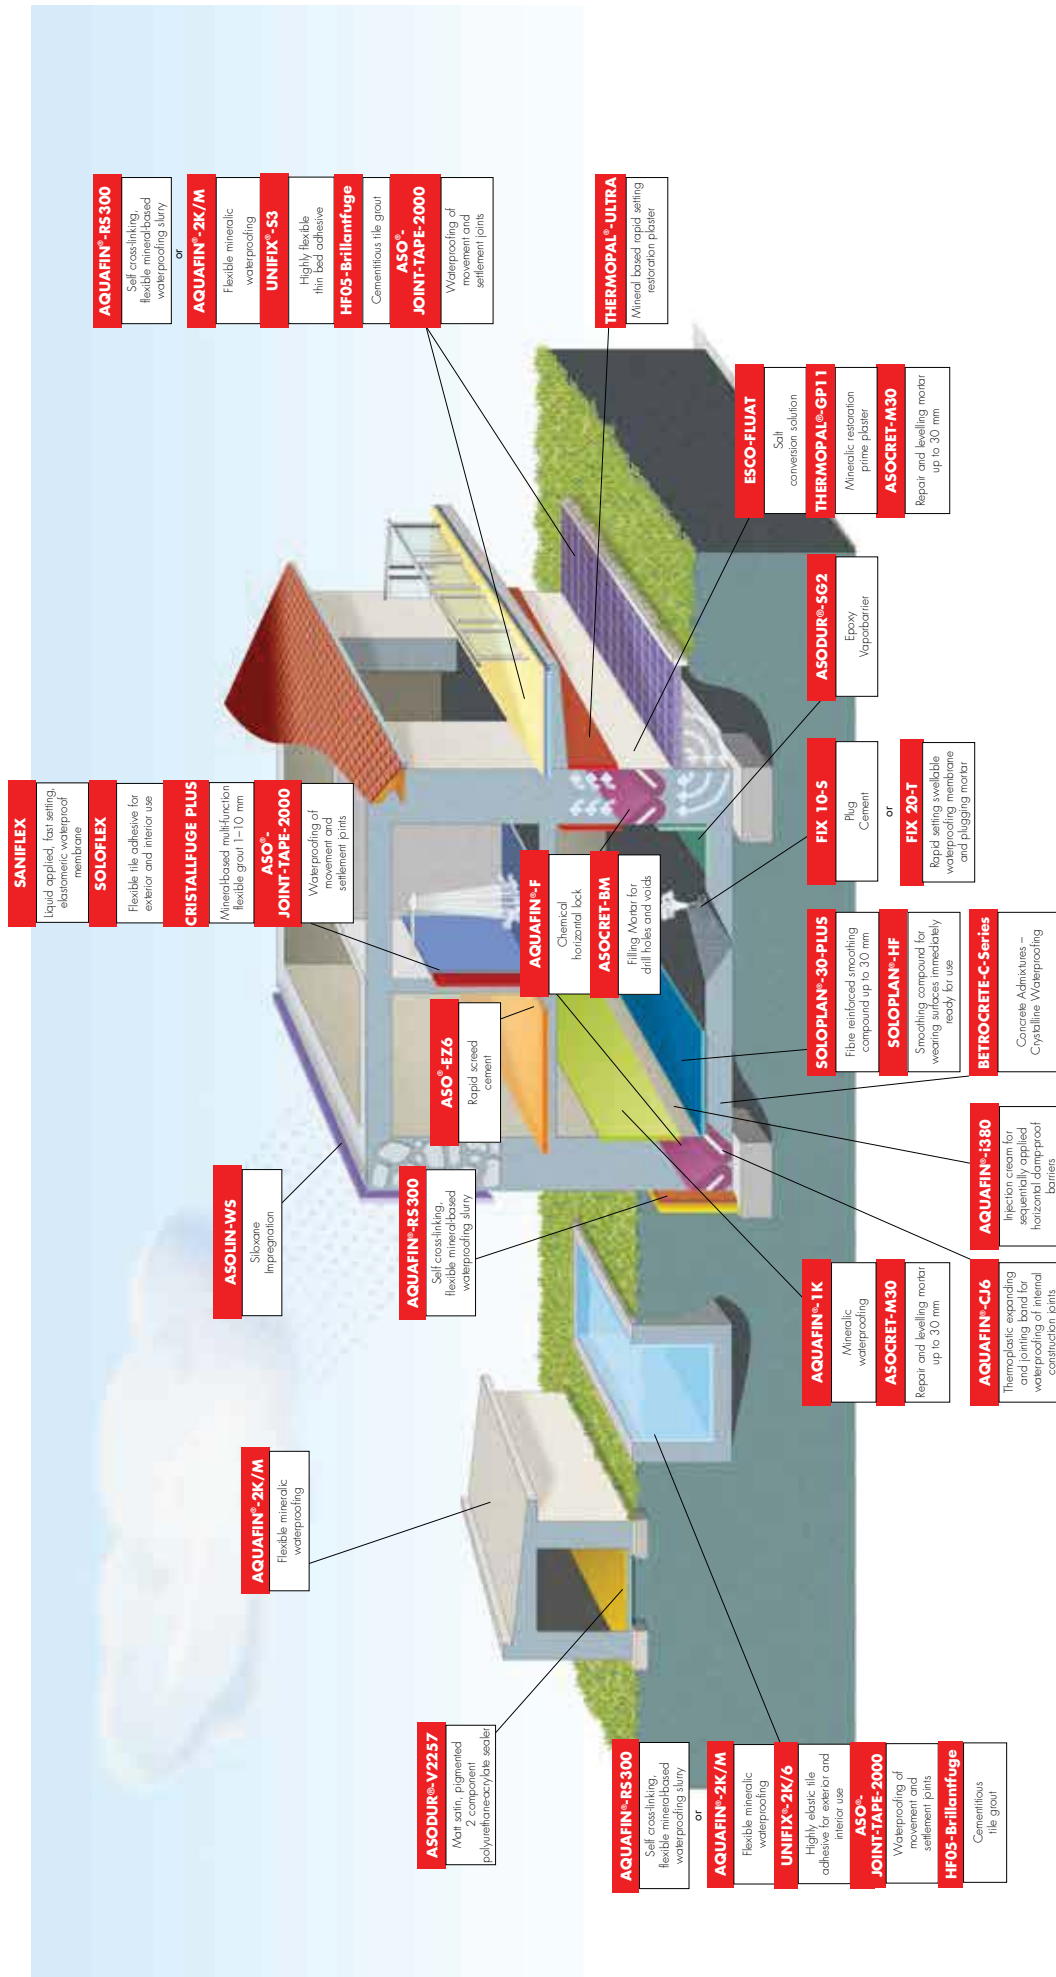 ASODUR®-V2257
Matt satin, pigmented
2 component
polyurethane-acrylate sealer
AQUAFIN®-2K/M
Flexible mineralic
waterproofing
ASOLIN-WS
Siloxane
Impregnation
AQUAFIN®-RS300
Self cross-linking,
flexible mineral-based
waterproofing slurry
ASO®-EZ6
Rapid screed
cement
SANIFLEX
Liquid applied, fast setting,
elastomeric waterproof
membrane
SOLOFLEX
Flexible tile adhesive for
exterior and interior use
CRISTALLFUGE PLUS
Mineral-based multi-function
flexible grout 1–10 mm
ASO®-
JOINT-TAPE-2000
Waterproofing of
movement and
settlement joints
AQUAFIN®-RS300
Self cross-linking,
flexible mineral-based
waterproofing slurry
or
AQUAFIN®-2K/M
Flexible mineralic
waterproofing
UNIFIX®-S3
Highly flexible
thin bed adhesive
HF05-Brillantfuge
Cementitious tile grout
ASO®-
JOINT-TAPE-2000
Waterproofing of
movement and
settlement joints
AQUAFIN®-F
Chemical
horizontal lock
ASOCRET-BM
Filling Mortar for
drill holes and voids
THERMOPAL®-ULTRA
Mineral based rapid setting
restoration plaster
AQUAFIN®-RS300
Self cross-linking,
flexible mineral-based
waterproofing slurry
or
AQUAFIN®-2K/M
Flexible mineralic
waterproofing
UNIFIX®-2K/6
Highly elastic tile
adhesive for exterior and
interior use
ASO®-
JOINT-TAPE-2000
Waterproofing of
movement and
settlement joints
HF05-Brillantfuge
Cementitious
tile grout
AQUAFIN®-1K
Mineralic
waterproofing
ASOCRET-M30
Repair and levelling mortar
up to 30 mm
AQUAFIN®-CJ6
Thermoplastic expanding
and jointing band for
waterproofing of internal
construction joints
AQUAFIN®-i380
Injection cream for
sequentially applied
horizontal damp-proof
barriers
SOLOPLAN®-30-PLUS
Fibre reinforced smoothing
compound up to 30 mm
SOLOPLAN®-HF
Smoothing compound for
wearing surfaces immediately
ready for use
BETOCRETE-C-Series
Concrete Admixtures –
Crystalline Waterproofing
FIX 10-S
Plug
Cement
or
FIX 20-T
Rapid setting swellable
waterproofing membrane
and plugging mortar
ASODUR®-SG2
Epoxy
Vaporbarrier
ESCO-FLUAT
Salt
conversion solution
THERMOPAL®-GP11
Mineralic restoration
prime plaster
ASOCRET-M30
Repair and levelling mortar
up to 30 mm